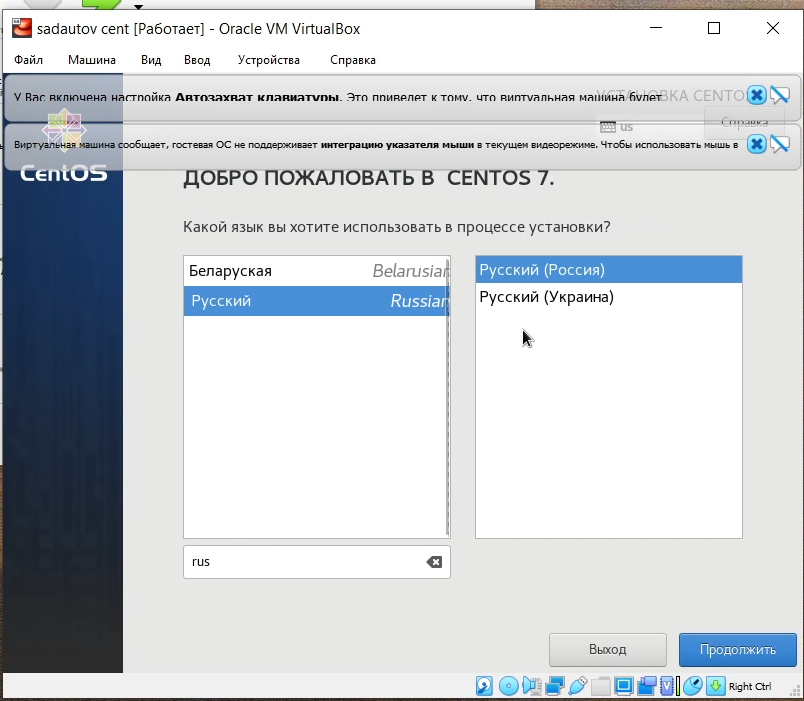 sadautov cent [Работает] - Oracle VM VirtualBox
Файл Машина Вид Ввод Устройства Справка
У Вас включена настройка Автозахват клавиатуры. Это приведет к тому, что виртуальная машина будет
УСТАНОВКА CENTOS
us
Справка
Виртуальная машина сообщает, гостевая ОС не поддерживает интеграцию указателя мыши в текущем видеорежиме. Чтобы использовать мышь в
CentOS
ДОБРО ПОЖАЛОВАТЬ В CENTOS 7.
Какой язык вы хотите использовать в процессе установки?
Беларуская Belarusian
Русский Russian
Русский (Россия)
Русский (Украина)
rus
Выход
Продолжить
Right Ctrl